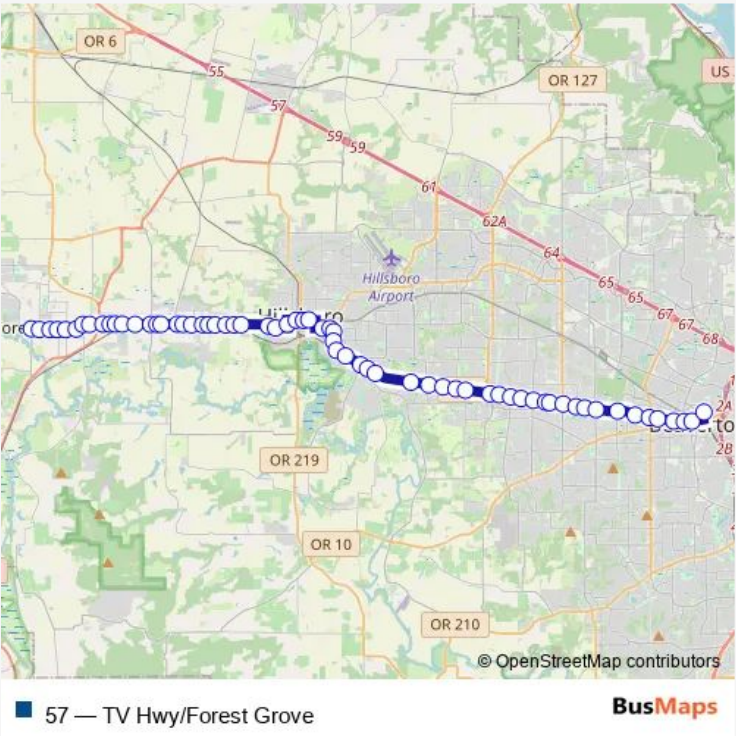 OR 6
55
OR 127
US
57
59
59
61
62A
64
Hillsboro
Airport
65
65
67
67
68
ore
2A
2B
OR 219
OR 10
OR 210
© OpenStreetMap contributors
57 — TV Hwy/Forest Grove
BusMaps